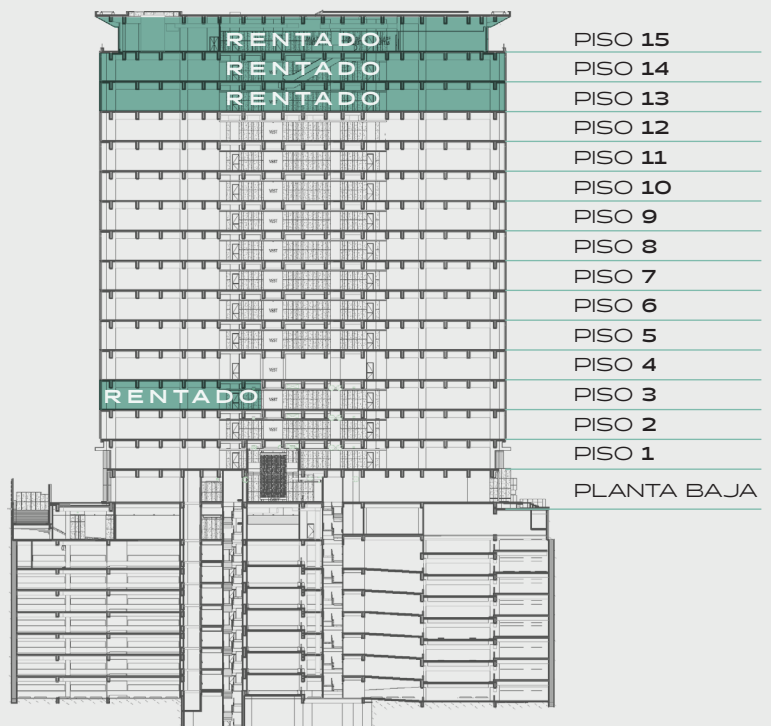 RENTADO PISO 15
RENTADO PISO 14
RENTADO PISO 13
PISO 12
PISO 11
PISO 10
PISO 9
PISO 8
PISO 7
PISO 6
PISO 5
PISO 4
RENTADO PISO 3
PISO 2
PISO 1
PLANTA BAJA